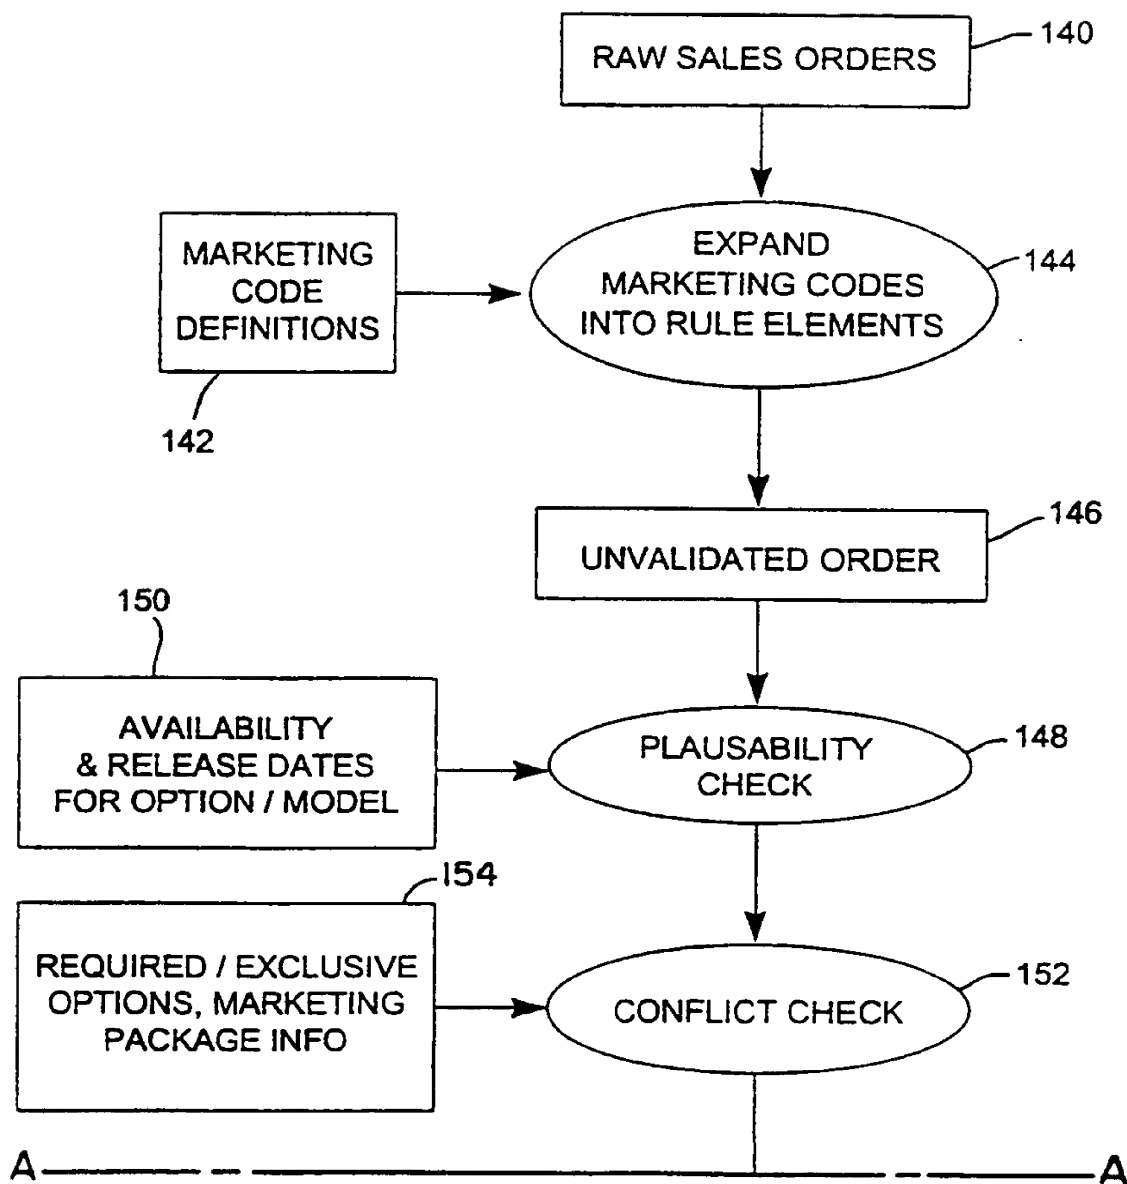 RAW SALES ORDERS
140
MARKETING
CODE
DEFINITIONS
142
EXPAND
MARKETING CODES
INTO RULE ELEMENTS
144
UNVALIDATED ORDER
146
150
AVAILABILITY
& RELEASE DATES
FOR OPTION / MODEL
PLAUSABILITY
CHECK
148
154
REQUIRED / EXCLUSIVE
OPTIONS, MARKETING
PACKAGE INFO
CONFLICT CHECK
152
A A